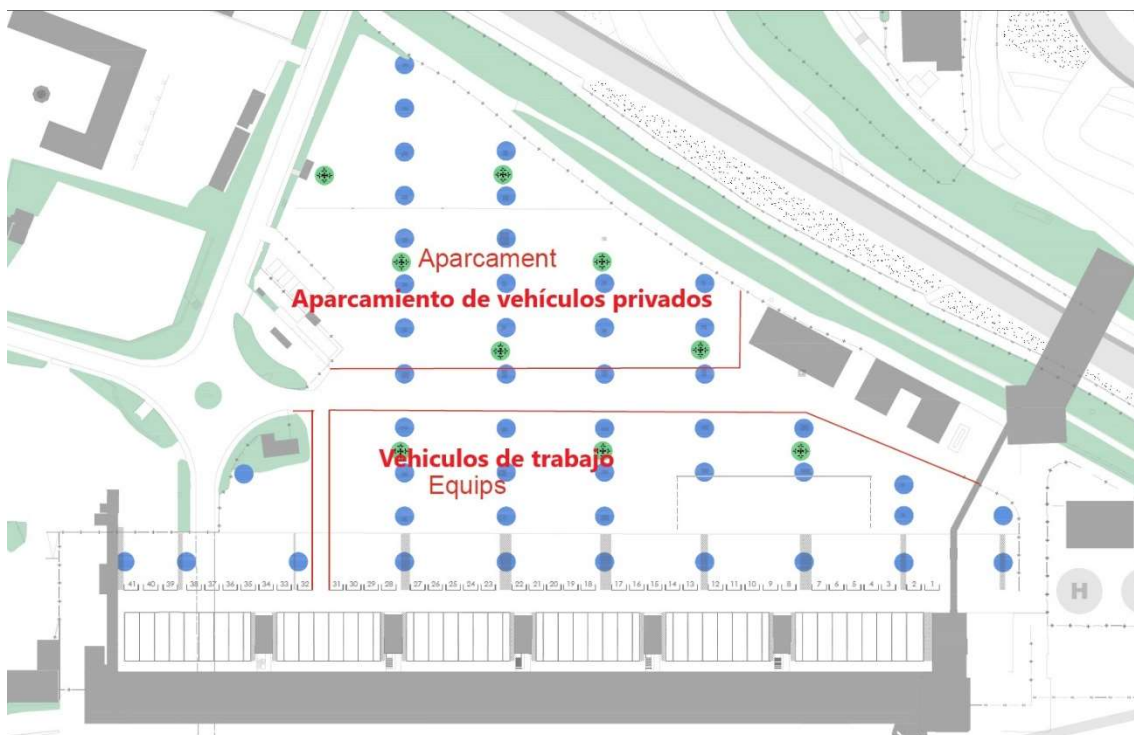 Aparcament
Aparcamiento de vehículos privados
Vehiculos de trabajo
Equips
41 40 39 38 37 36 35 34 33 32 31 30 29 28 27 26 25 24 23 22 21 20 19 18 17 16 15 14 13 12 11 10 9 8 7 6 5 4 3 2 1
H